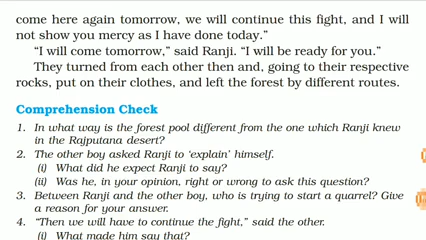 come here again tomorrow, we will continue this fight, and I will
not show you mercy as I have done today.”
“I will come tomorrow,” said Ranji. “I will be ready for you.”
They turned from each other then and, going to their respective
rocks, put on their clothes, and left the forest by different routes.
Comprehension Check
1. In what way is the forest pool different from the one which Ranji knew
in the Rajputana desert?
2. The other boy asked Ranji to ‘explain’ himself.
(i) What did he expect Ranji to say?
(ii) Was he, in your opinion, right or wrong to ask this question?
3. Between Ranji and the other boy, who is trying to start a quarrel? Give
a reason for your answer.
4. “Then we will have to continue the fight,” said the other.
(i) What made him say that?